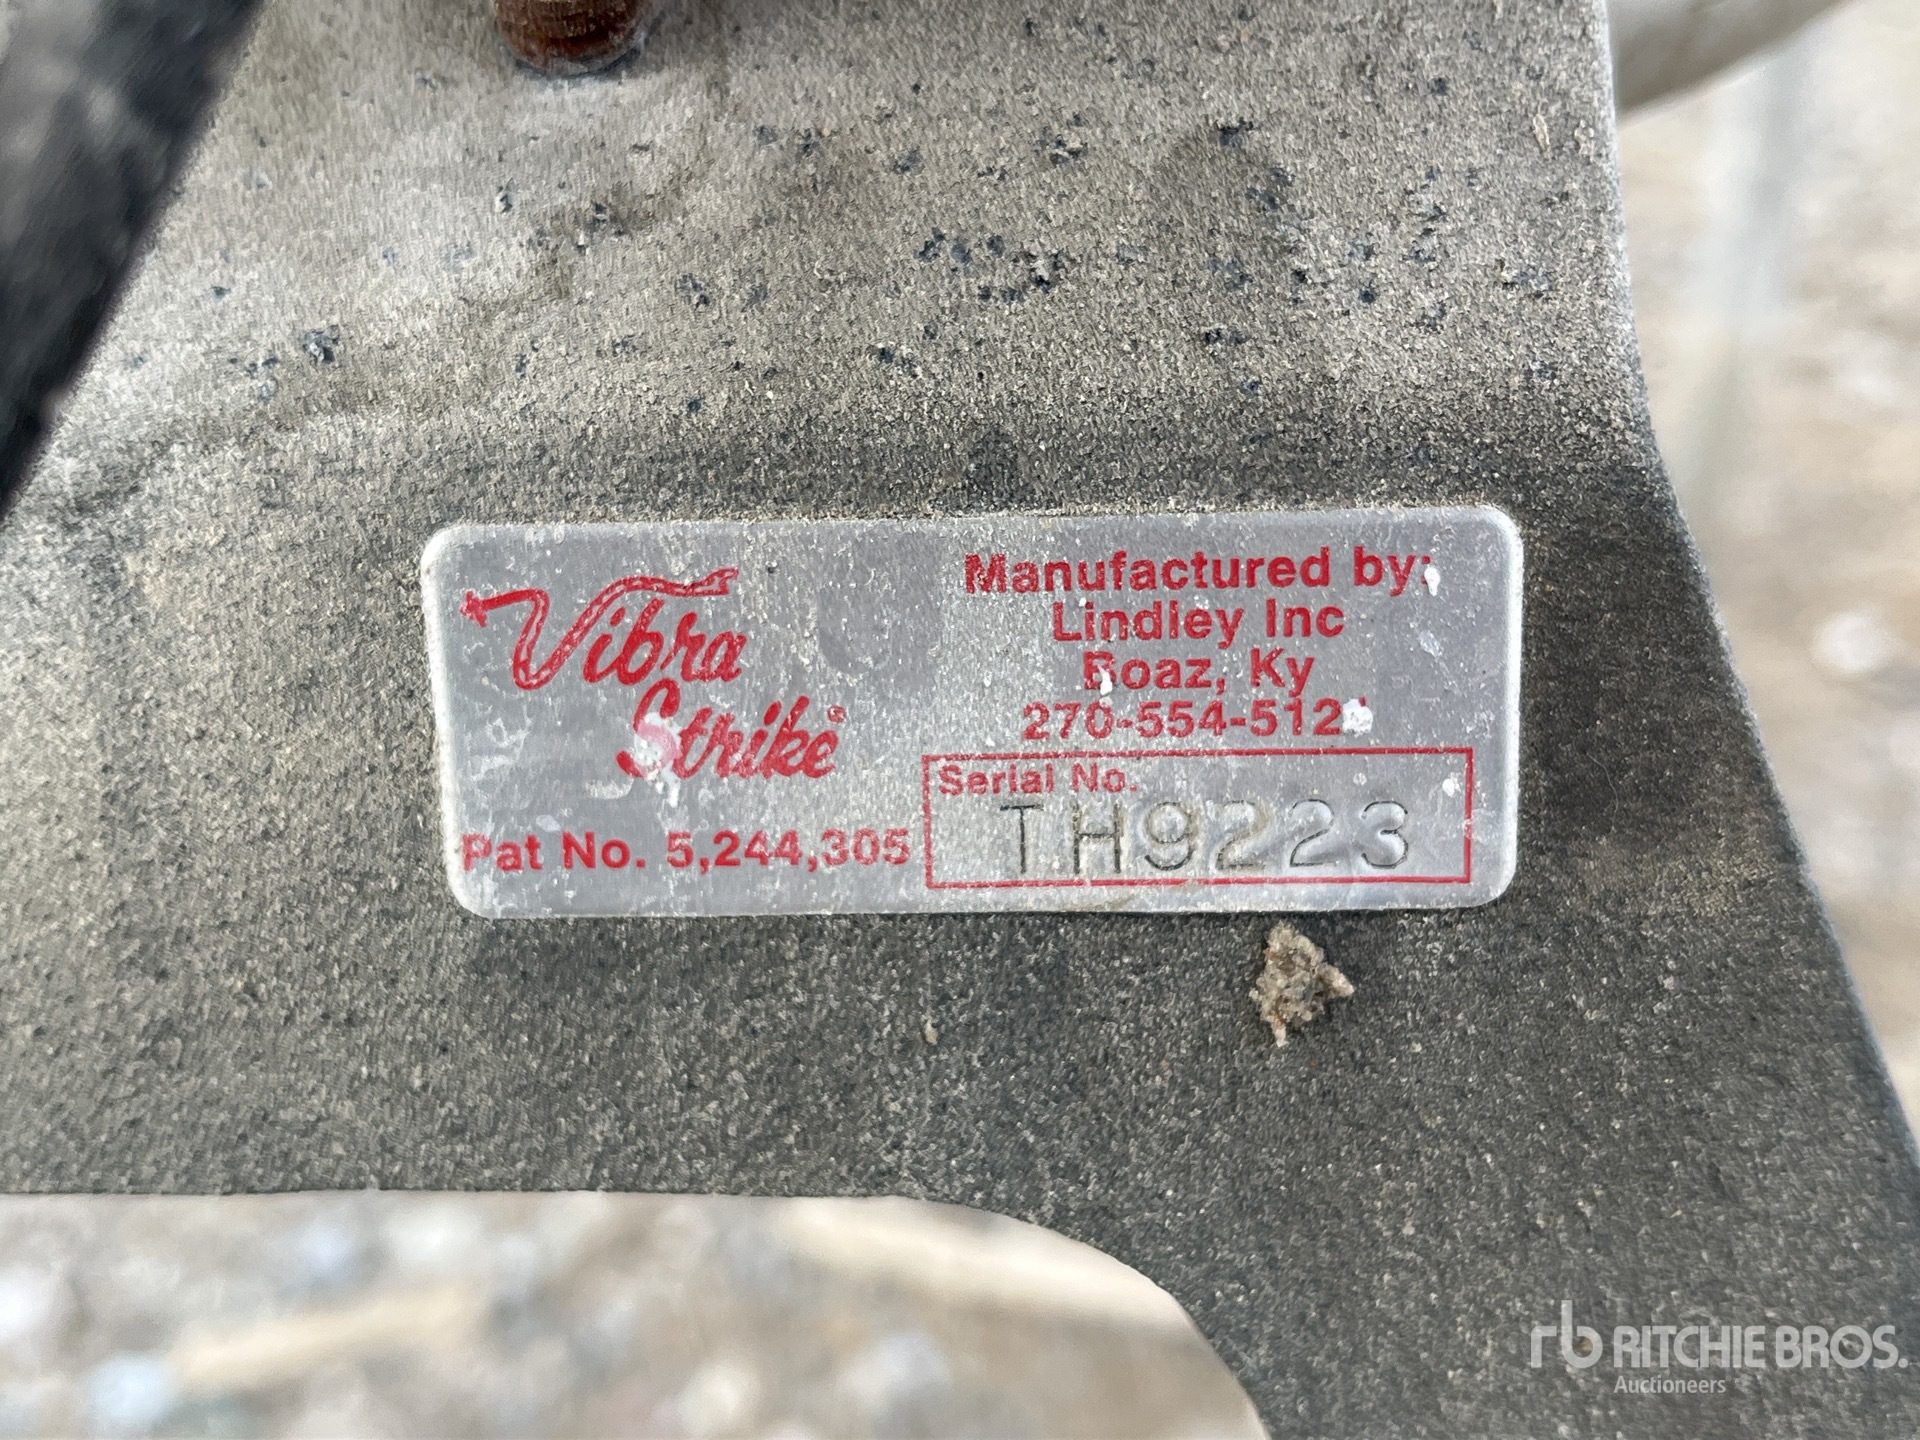 Vibra
Strike®
Pat No. 5,244,305
Manufactured by:
Lindley Inc
Boaz, Ky
Serial No.
TH9223
rb RITCHIE BROS.
Auctioneers